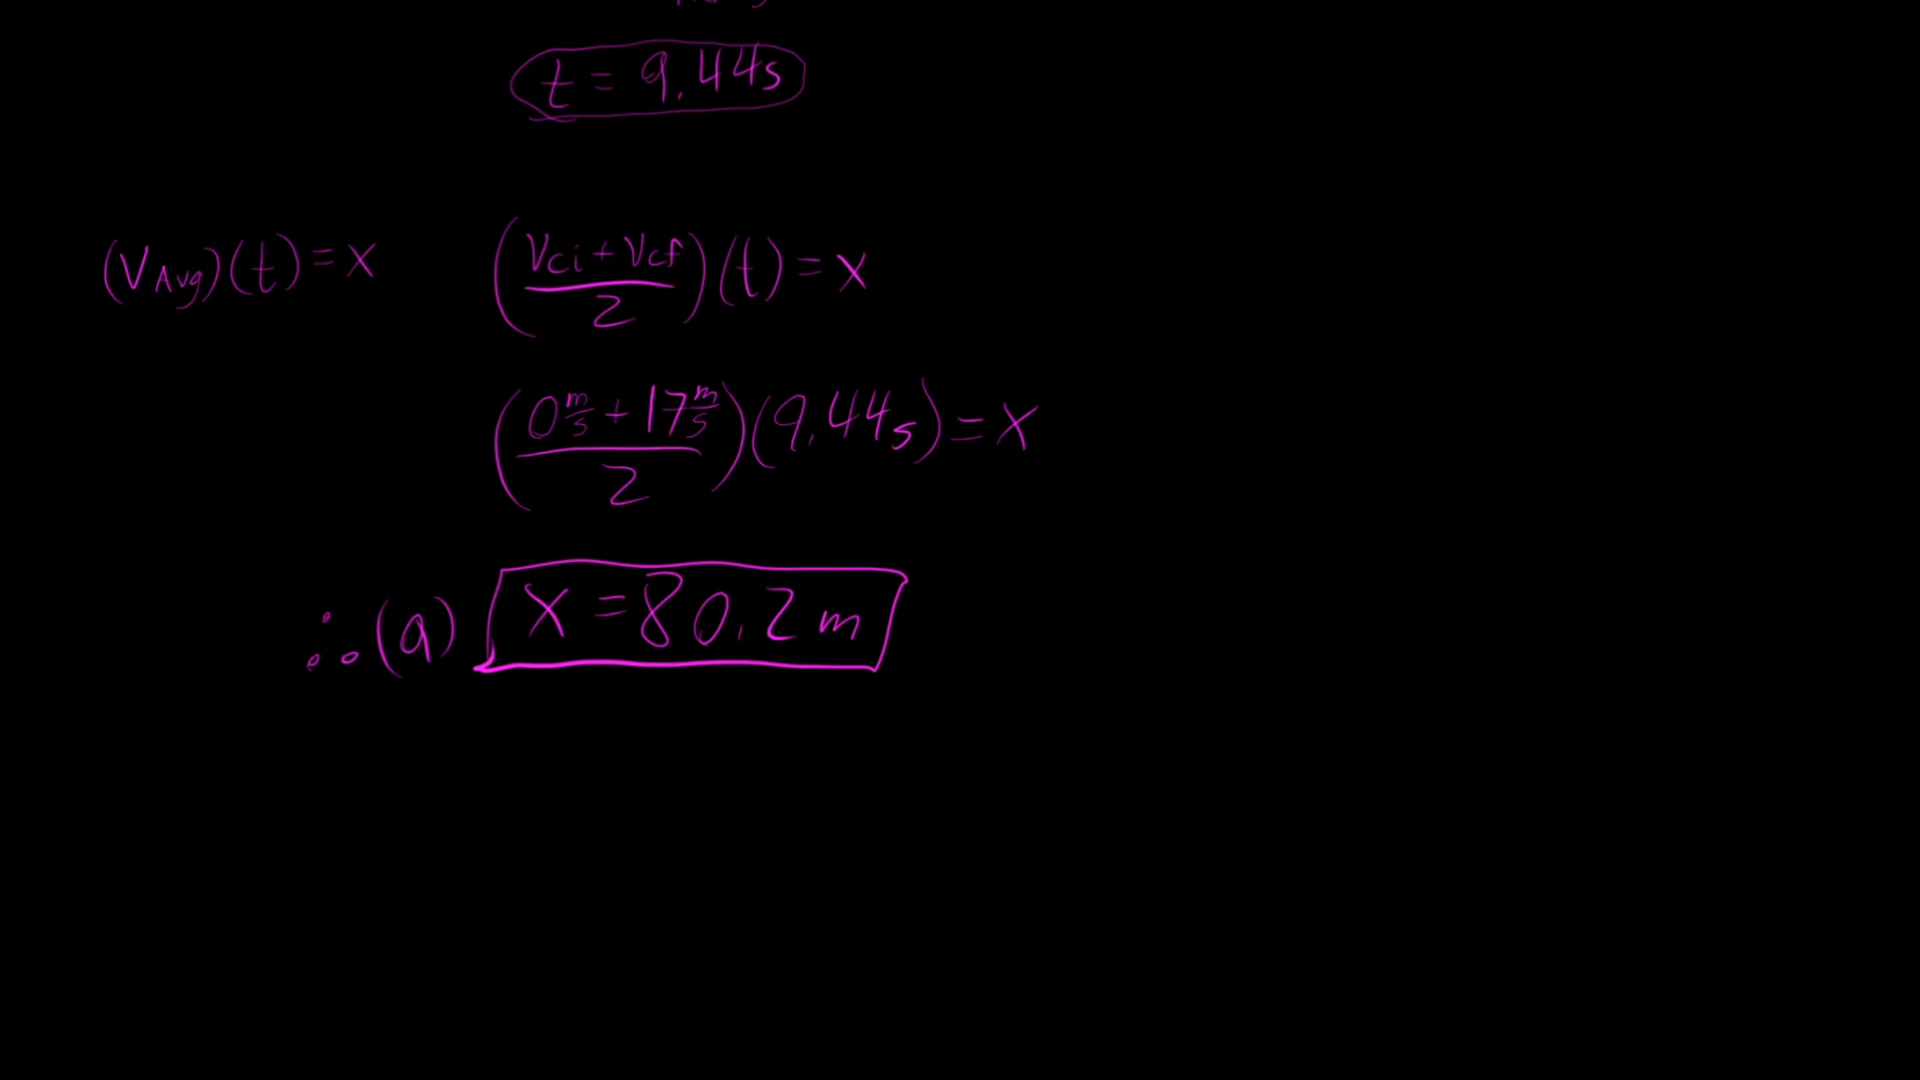 t = 9.44s
(VAvg)(t) = x
((Vci + Vcf)/2)(t) = x
((0 m/s + 17 m/s)/2)(9.44s) = x
∴ (a) x = 80.2 m